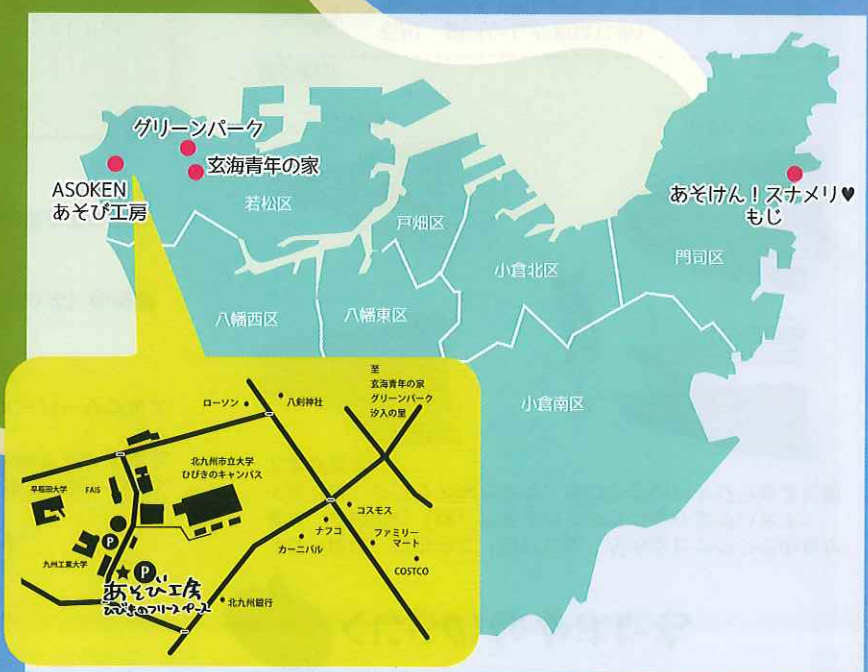 グリーンパーク
玄海青年の家
ASOKEN
あそび工房
若松区
戸畑区
あそけん！スナメリ♥
もじ
門司区
小倉北区
八幡西区
八幡東区
小倉南区
至
玄海青年の家
グリーンパーク
汐入の里
ローソン
八剣神社
北九州市立大学
ひびきのキャンパス
早稲田大学
FAIS
コスモス
ナフコ
ファミリー
マート
カーニバル
COSTCO
九州工業大学
P
P
あそび工房
ひびきのフリースペース
北九州銀行